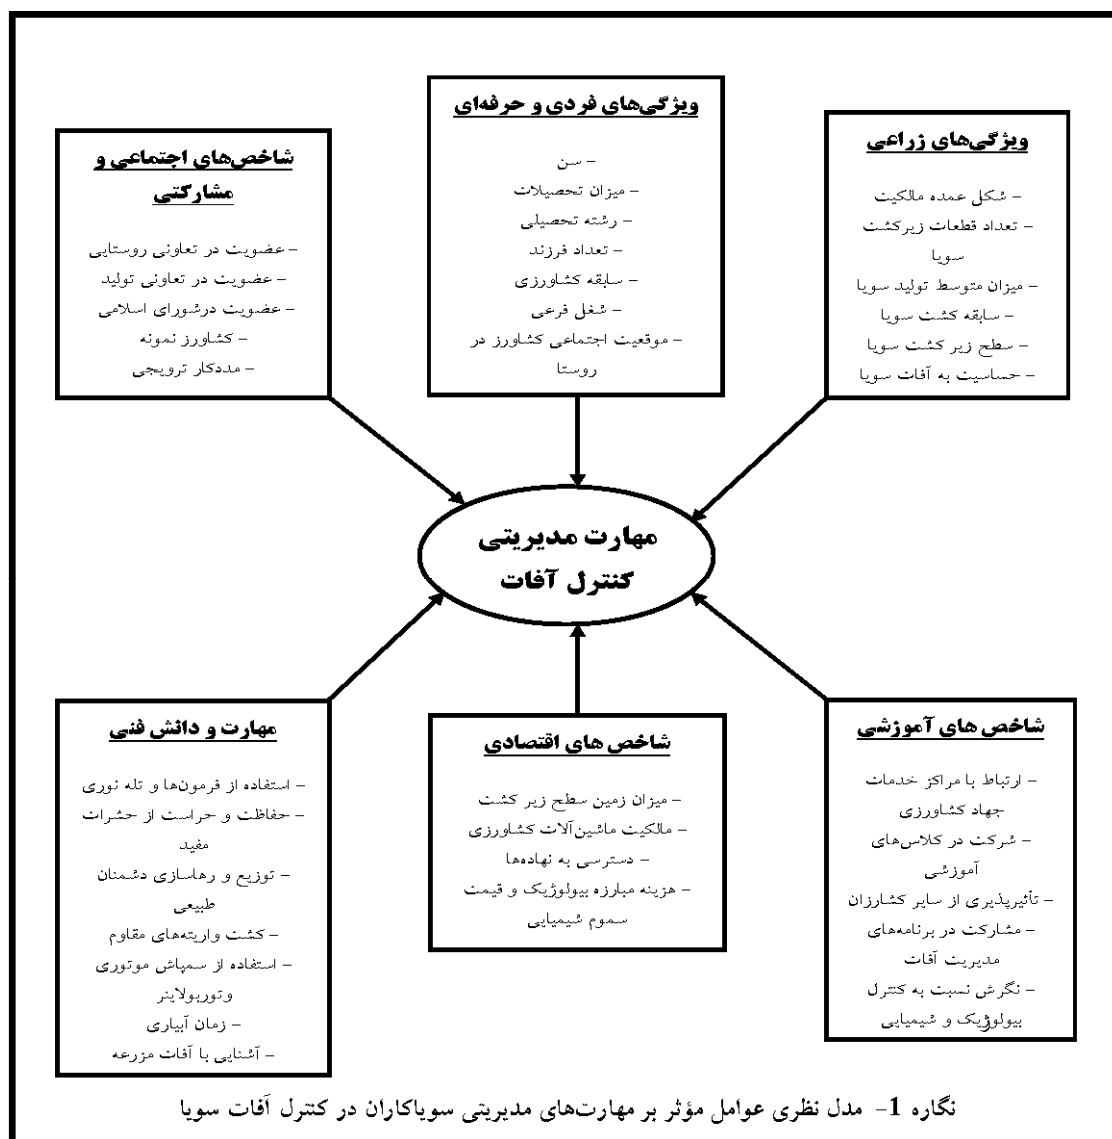 ویژگی‌های زراعی
– شکل عمده مالکیت
– تعداد قطعات زیرکشت
سویا
– میزان متوسط تولید سویا
– سابقه کشت سویا
– سطح زیر کشت سویا
– حساسیت به آفات سویا
ویژگی‌های فردی و حرفه‌ای
– سن
– میزان تحصیلات
– رشته تحصیلی
– تعداد فرزند
– سابقه کشاورزی
– شغل فرعی
– موقعیت اجتماعی کشاورز در
روستا
شاخص‌های اجتماعی و
مشارکتی
– عضویت در تعاونی روستایی
– عضویت در تعاونی تولید
– عضویت درشورای اسلامی
– کشاورز نمونه
– مددکار ترویجی
مهارت مدیریتی
کنترل آفات
شاخص های آموزشی
– ارتباط با مراکز خدمات
جهاد کشاورزی
– شرکت در کلاس‌های
آموزشی
– تأثیرپذیری از سایر کشارزان
– مشارکت در برنامه‌های
مدیریت آفات
– نگرش نسبت به کنترل
بیولوژیک و شیمیایی
شاخص های اقتصادی
– میزان زمین سطح زیر کشت
– مالکیت ماشین‌آلات کشاورزی
– دسترسی به نهاده‌ها
– هزینه مبارزه بیولوژیک و قیمت
سموم شیمیایی
مهارت و دانش فنی
– استفاده از فرمون‌ها و تله نوری
– حفاظت و حراست از حشرات
مفید
– توزیع و رهاسازی دشمنان
طبیعی
– کشت واریته‌های مقاوم
– استفاده از سمپاش موتوری
وتوربولاینر
– زمان آبیاری
– آشنایی با آفات مزرعه
نگاره 1- مدل نظری عوامل مؤثر بر مهارت‌های مدیریتی سویاکاران در کنترل آفات سویا